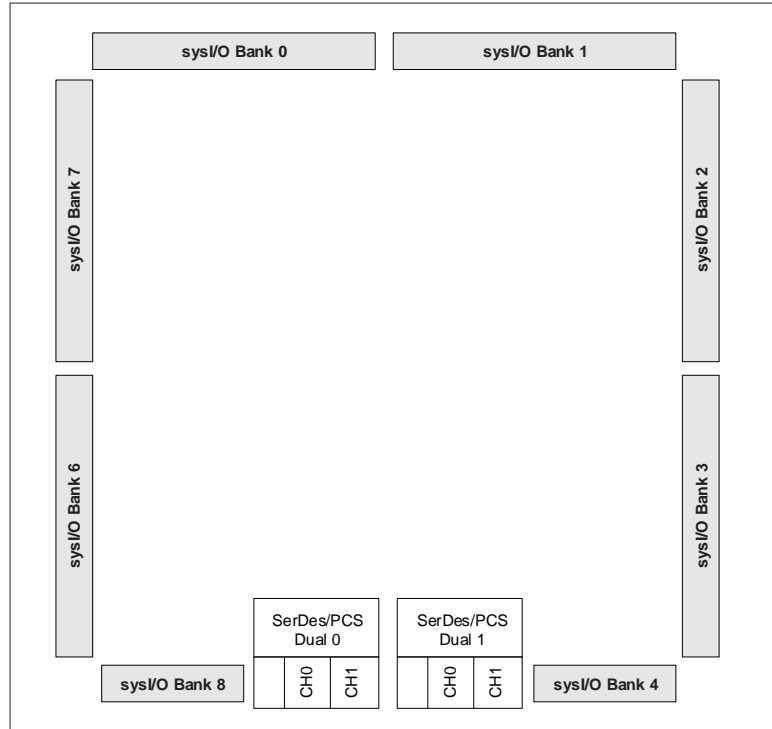 sysI/O Bank 0
sysI/O Bank 1
sysI/O Bank 7
sysI/O Bank 2
sysI/O Bank 6
sysI/O Bank 3
SerDes/PCS
Dual 0
CH0
CH1
SerDes/PCS
Dual 1
CH0
CH1
sysI/O Bank 8
sysI/O Bank 4